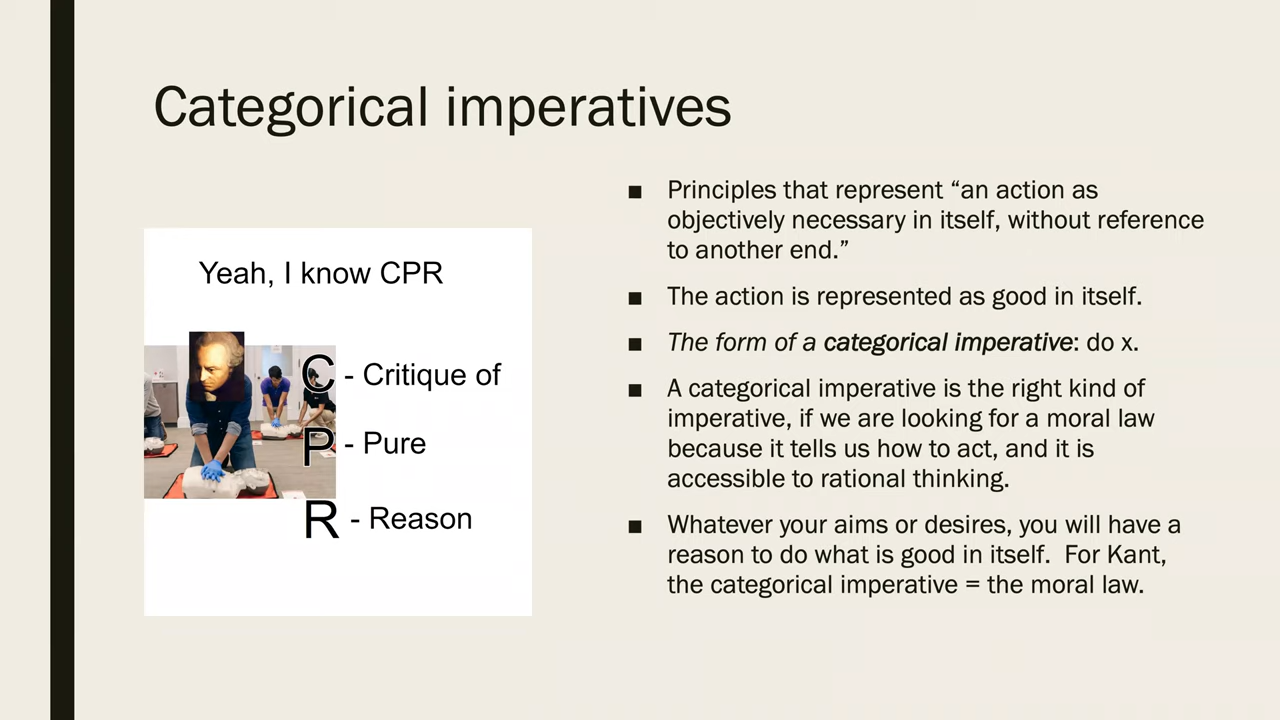 Categorical imperatives
Yeah, I know CPR
C - Critique of
P - Pure
R - Reason
■ Principles that represent “an action as
objectively necessary in itself, without reference
to another end.”
■ The action is represented as good in itself.
■ The form of a categorical imperative: do x.
■ A categorical imperative is the right kind of
imperative, if we are looking for a moral law
because it tells us how to act, and it is
accessible to rational thinking.
■ Whatever your aims or desires, you will have a
reason to do what is good in itself.  For Kant,
the categorical imperative = the moral law.